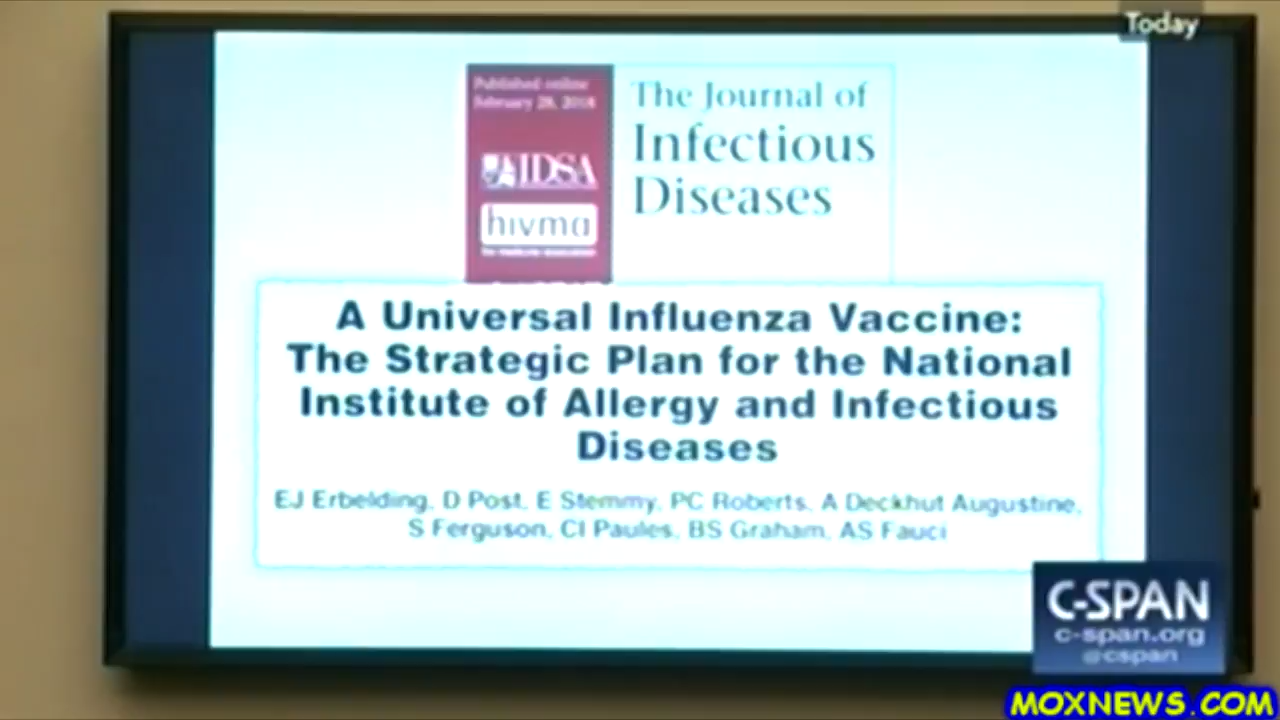 Today
Published online
February 28, 2018
IDSA
hivma
The Journal of
Infectious
Diseases
A Universal Influenza Vaccine:
The Strategic Plan for the National
Institute of Allergy and Infectious
Diseases
EJ Erbelding, D Post, E Stemmy, PC Roberts, A Deckhut Augustine,
S Ferguson, CI Paules, BS Graham, AS Fauci
C-SPAN
c-span.org
@cspan
MOXNEWS.COM